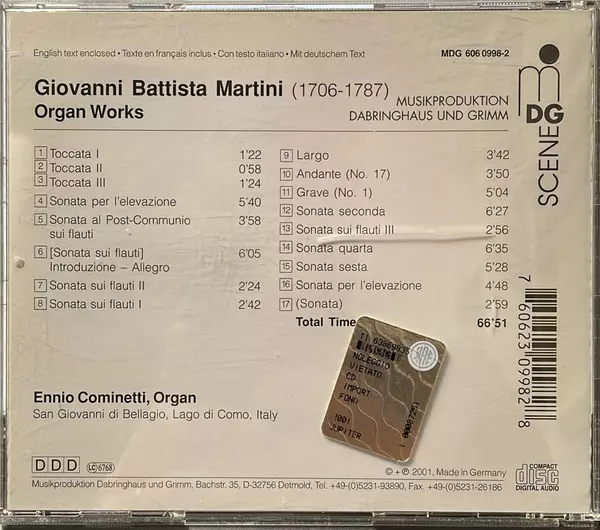 English text enclosed • Texte en français inclus • Con testo italiano • Mit deutschem Text
MDG 606 0998-2
Giovanni Battista Martini (1706-1787)
Organ Works
MUSIKPRODUKTION
DABRINGHAUS UND GRIMM
DG
SCENE
1 Toccata I 1'22
2 Toccata II 0'58
3 Toccata III 1'24
4 Sonata per l'elevazione 5'40
5 Sonata al Post-Communio 3'58
sui flauti
6 [Sonata sui flauti] 6'05
Introduzione – Allegro
7 Sonata sui flauti II 2'24
8 Sonata sui flauti I 2'42
9 Largo 3'42
10 Andante (No. 17) 3'50
11 Grave (No. 1) 5'04
12 Sonata seconda 6'27
13 Sonata sui flauti III 2'56
14 Sonata quarta 6'35
15 Sonata sesta 5'28
16 Sonata per l'elevazione 4'48
17 (Sonata) 2'59
Total Time 66'51
7 60623 09982 8
SIAE
NOLEGGIO
VIETATO
CD
IMPORT
FONU
JUPITER
Ennio Cominetti, Organ
San Giovanni di Bellagio, Lago di Como, Italy
DDD
LC 6768
© + ℗ 2001, Made in Germany
COMPACT
disc
DIGITAL AUDIO
Musikproduktion Dabringhaus und Grimm, Bachstr. 35, D-32756 Detmold, Tel. +49-(0)5231-93890, Fax. +49-(0)5231-26186